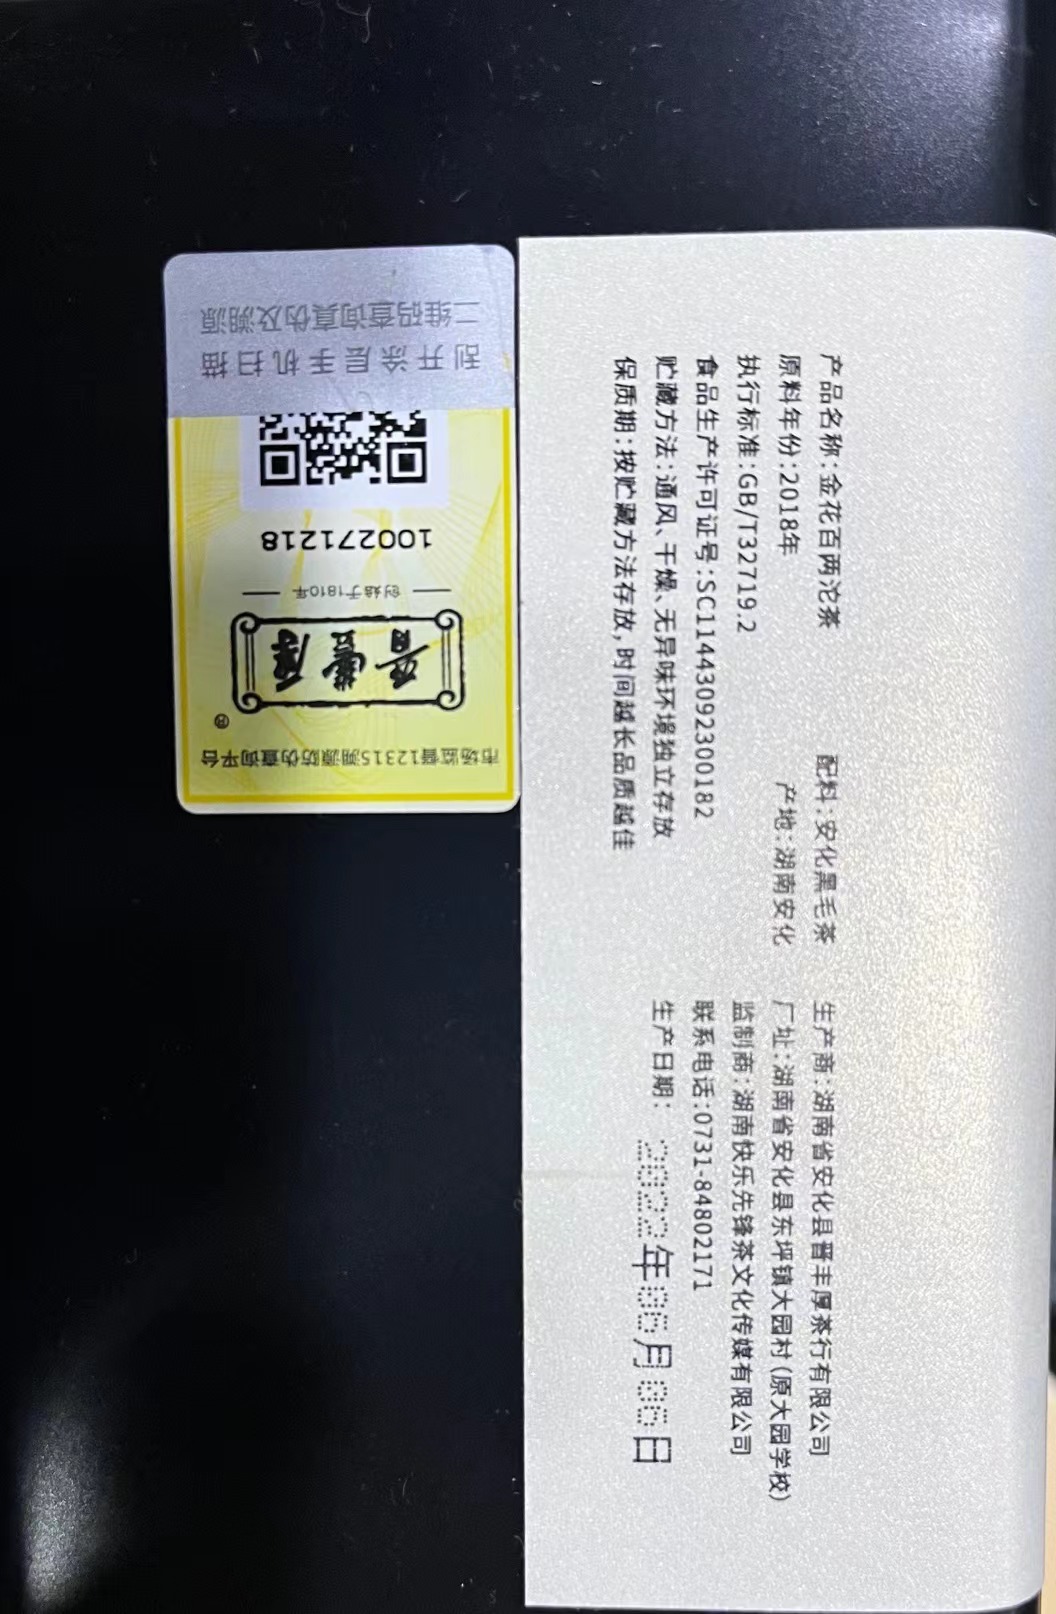 产品名称:金花百两沱茶
原料年份:2018年
执行标准:GB/T32719.2
食品生产许可证号:SC11443092300182
贮藏方法:通风、干燥、无异味环境独立存放
保质期:按贮藏方法存放,时间越长品质越佳
配料:安化黑毛茶
产地:湖南安化
生产商:湖南省安化县晋丰厚茶行有限公司
厂址:湖南省安化县东坪镇大园村(原大园学校)
监制商:湖南快乐先锋茶文化传媒有限公司
联系电话:0731-84802171
生产日期:2022年06月06日
市场监督12315溯源防伪查询平台
晋丰厚®
创始于1810年
100271218
刮开涂层手机扫描
二维码查询真伪及溯源